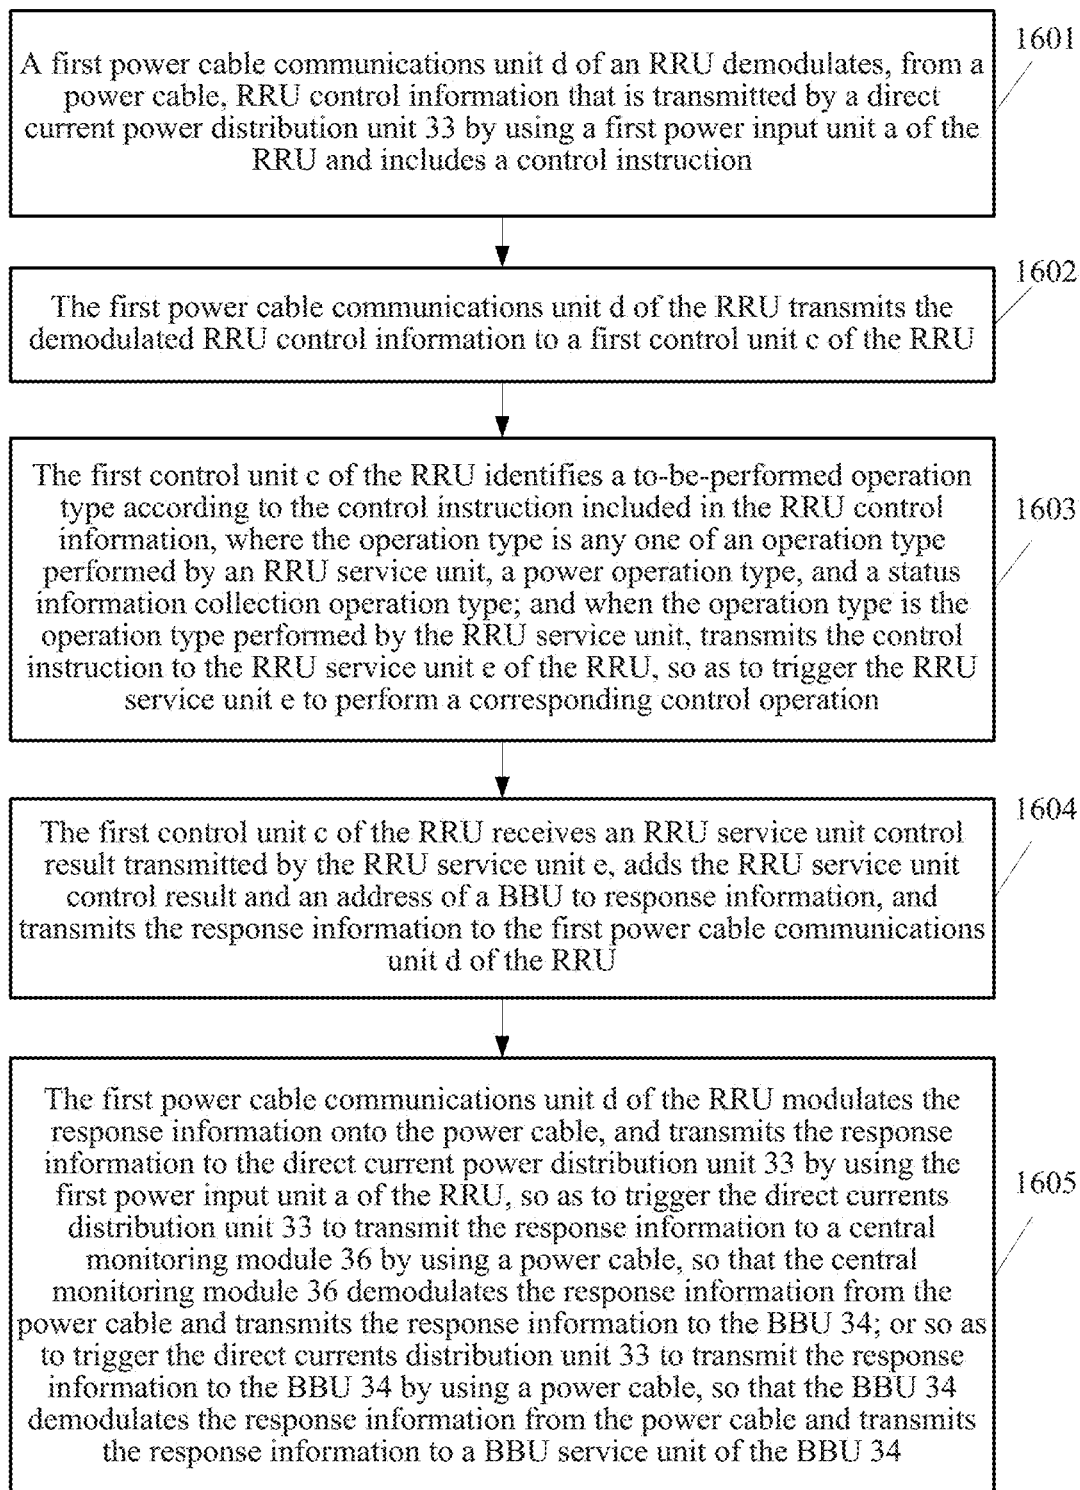 1601
A first power cable communications unit d of an RRU demodulates, from a
power cable, RRU control information that is transmitted by a direct
current power distribution unit 33 by using a first power input unit a of the
RRU and includes a control instruction
1602
The first power cable communications unit d of the RRU transmits the
demodulated RRU control information to a first control unit c of the RRU
1603
The first control unit c of the RRU identifies a to-be-performed operation
type according to the control instruction included in the RRU control
information, where the operation type is any one of an operation type
performed by an RRU service unit, a power operation type, and a status
information collection operation type; and when the operation type is the
operation type performed by the RRU service unit, transmits the control
instruction to the RRU service unit e of the RRU, so as to trigger the RRU
service unit e to perform a corresponding control operation
1604
The first control unit c of the RRU receives an RRU service unit control
result transmitted by the RRU service unit e, adds the RRU service unit
control result and an address of a BBU to response information, and
transmits the response information to the first power cable communications
unit d of the RRU
1605
The first power cable communications unit d of the RRU modulates the
response information onto the power cable, and transmits the response
information to the direct current power distribution unit 33 by using the
first power input unit a of the RRU, so as to trigger the direct currents
distribution unit 33 to transmit the response information to a central
monitoring module 36 by using a power cable, so that the central
monitoring module 36 demodulates the response information from the
power cable and transmits the response information to the BBU 34; or so as
to trigger the direct currents distribution unit 33 to transmit the response
information to the BBU 34 by using a power cable, so that the BBU 34
demodulates the response information from the power cable and transmits
the response information to a BBU service unit of the BBU 34